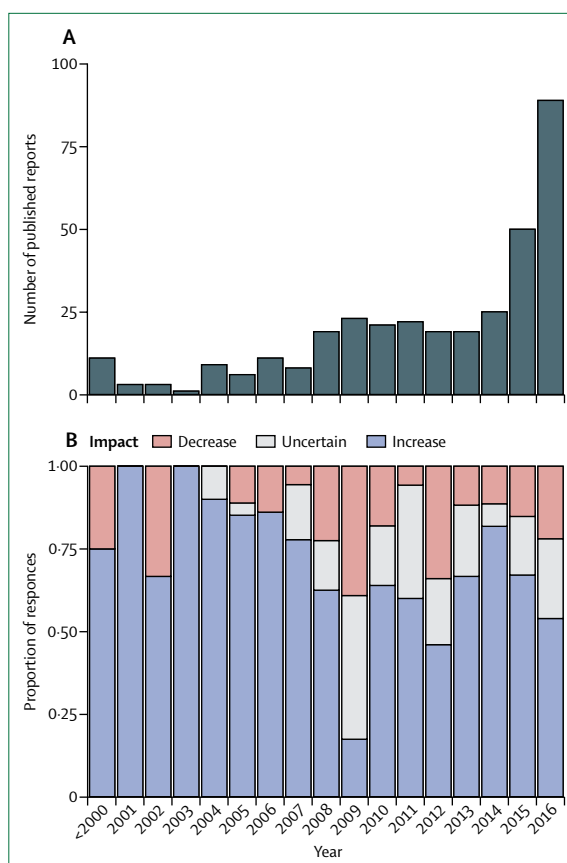 A
100
75
50
25
0
Number of published reports
B Impact Decrease Uncertain Increase
1·00
0·75
0·50
0·25
0
Proportion of responces
<2000 2001 2002 2003 2004 2005 2006 2007 2008 2009 2010 2011 2012 2013 2014 2015 2016
Year